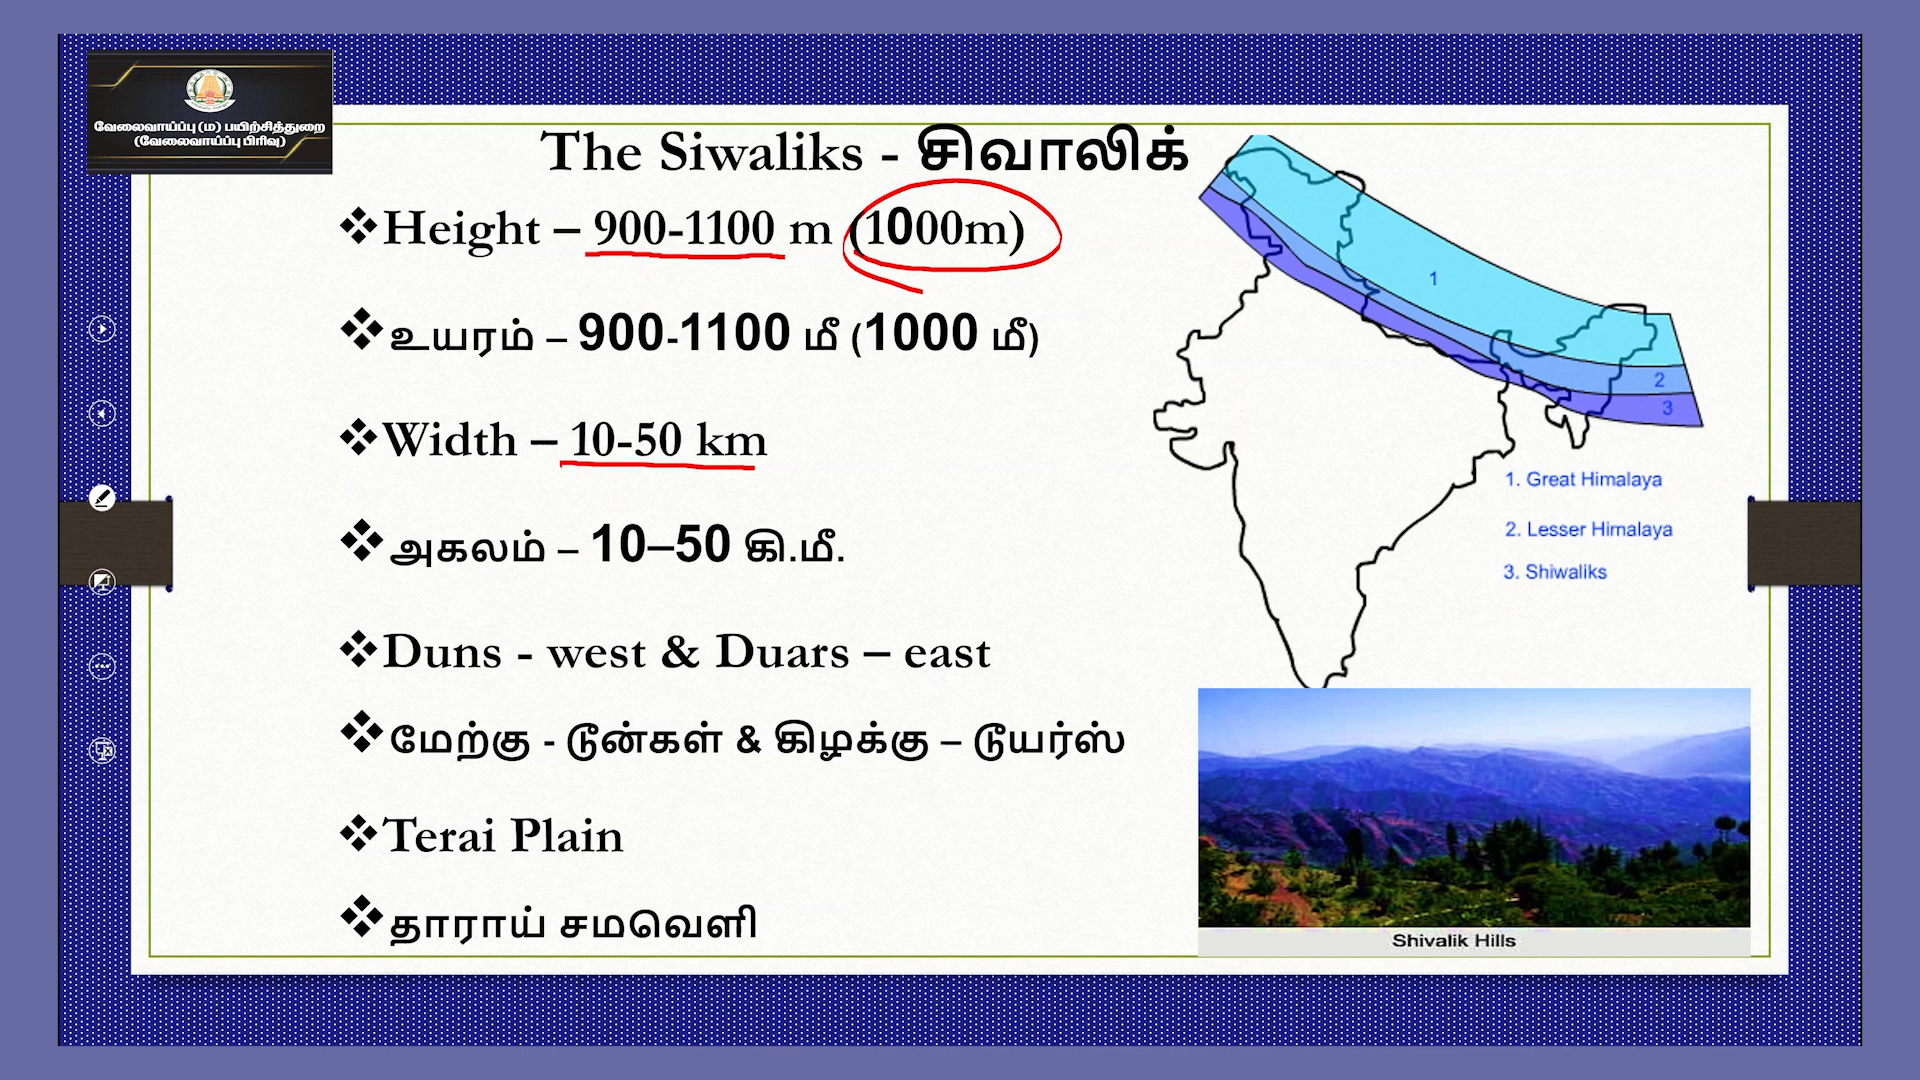 வேலைவாய்ப்பு (ம) பயிற்சித்துறை
(வேலைவாய்ப்பு பிரிவு)
The Siwaliks - சிவாலிக்
❖Height – 900-1100 m (1000m)
❖உயரம் – 900-1100 மீ (1000 மீ)
❖Width – 10-50 km
❖அகலம் – 10–50 கி.மீ.
❖Duns - west & Duars – east
❖மேற்கு - டூன்கள் & கிழக்கு – டூயர்ஸ்
❖Terai Plain
❖தாராய் சமவெளி
1
2
3
1. Great Himalaya
2. Lesser Himalaya
3. Shiwaliks
Shivalik Hills